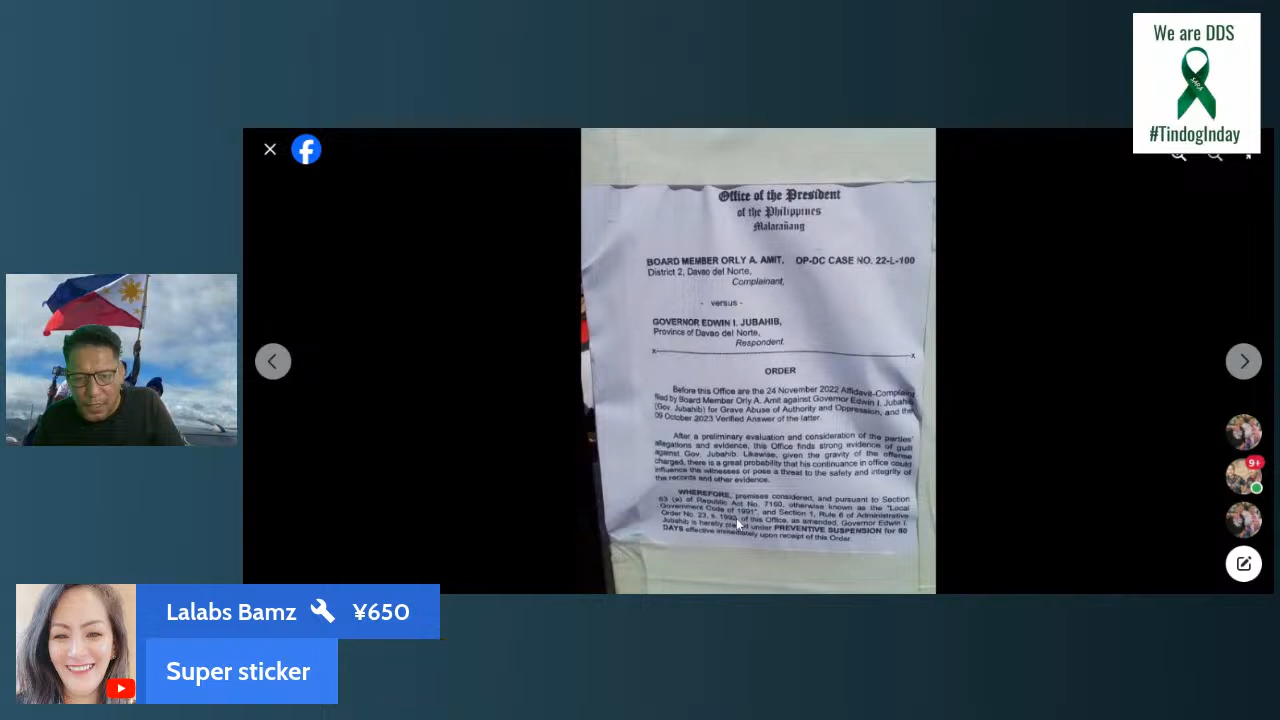 We are DDS
SARA
#TindogInday
Office of the President
of the Philippines
Malacañang
BOARD MEMBER ORLY A. AMIT, OP-DC CASE NO. 22-L-100
District 2, Davao del Norte,
Complainant,
- versus -
GOVERNOR EDWIN I. JUBAHIB,
Province of Davao del Norte,
Respondent.
x x
ORDER
Before this Office are the 24 November 2022 Affidavit-Complaint
filed by Board Member Orly A. Amit against Governor Edwin I. Jubahib
(Gov. Jubahib) for Grave Abuse of Authority and Oppression, and the
09 October 2023 Verified Answer of the latter.
After a preliminary evaluation and consideration of the parties'
allegations and evidence, this Office finds strong evidence of guilt
against Gov. Jubahib. Likewise, given the gravity of the offense
charged, there is a great probability that his continuance in office could
influence the witnesses or pose a threat to the safety and integrity of
the records and other evidence.
WHEREFORE, premises considered, and pursuant to Section
63 (a) of Republic Act No. 7160, otherwise known as the "Local
Government Code of 1991", and Section 1, Rule 6 of Administrative
Order No. 23, s. 1992, of this Office, as amended, Governor Edwin I.
Jubahib is hereby under PREVENTIVE SUSPENSION for 60
DAYS effective immediately upon receipt of this Order.
9+
Lalabs Bamz ¥650
Super sticker